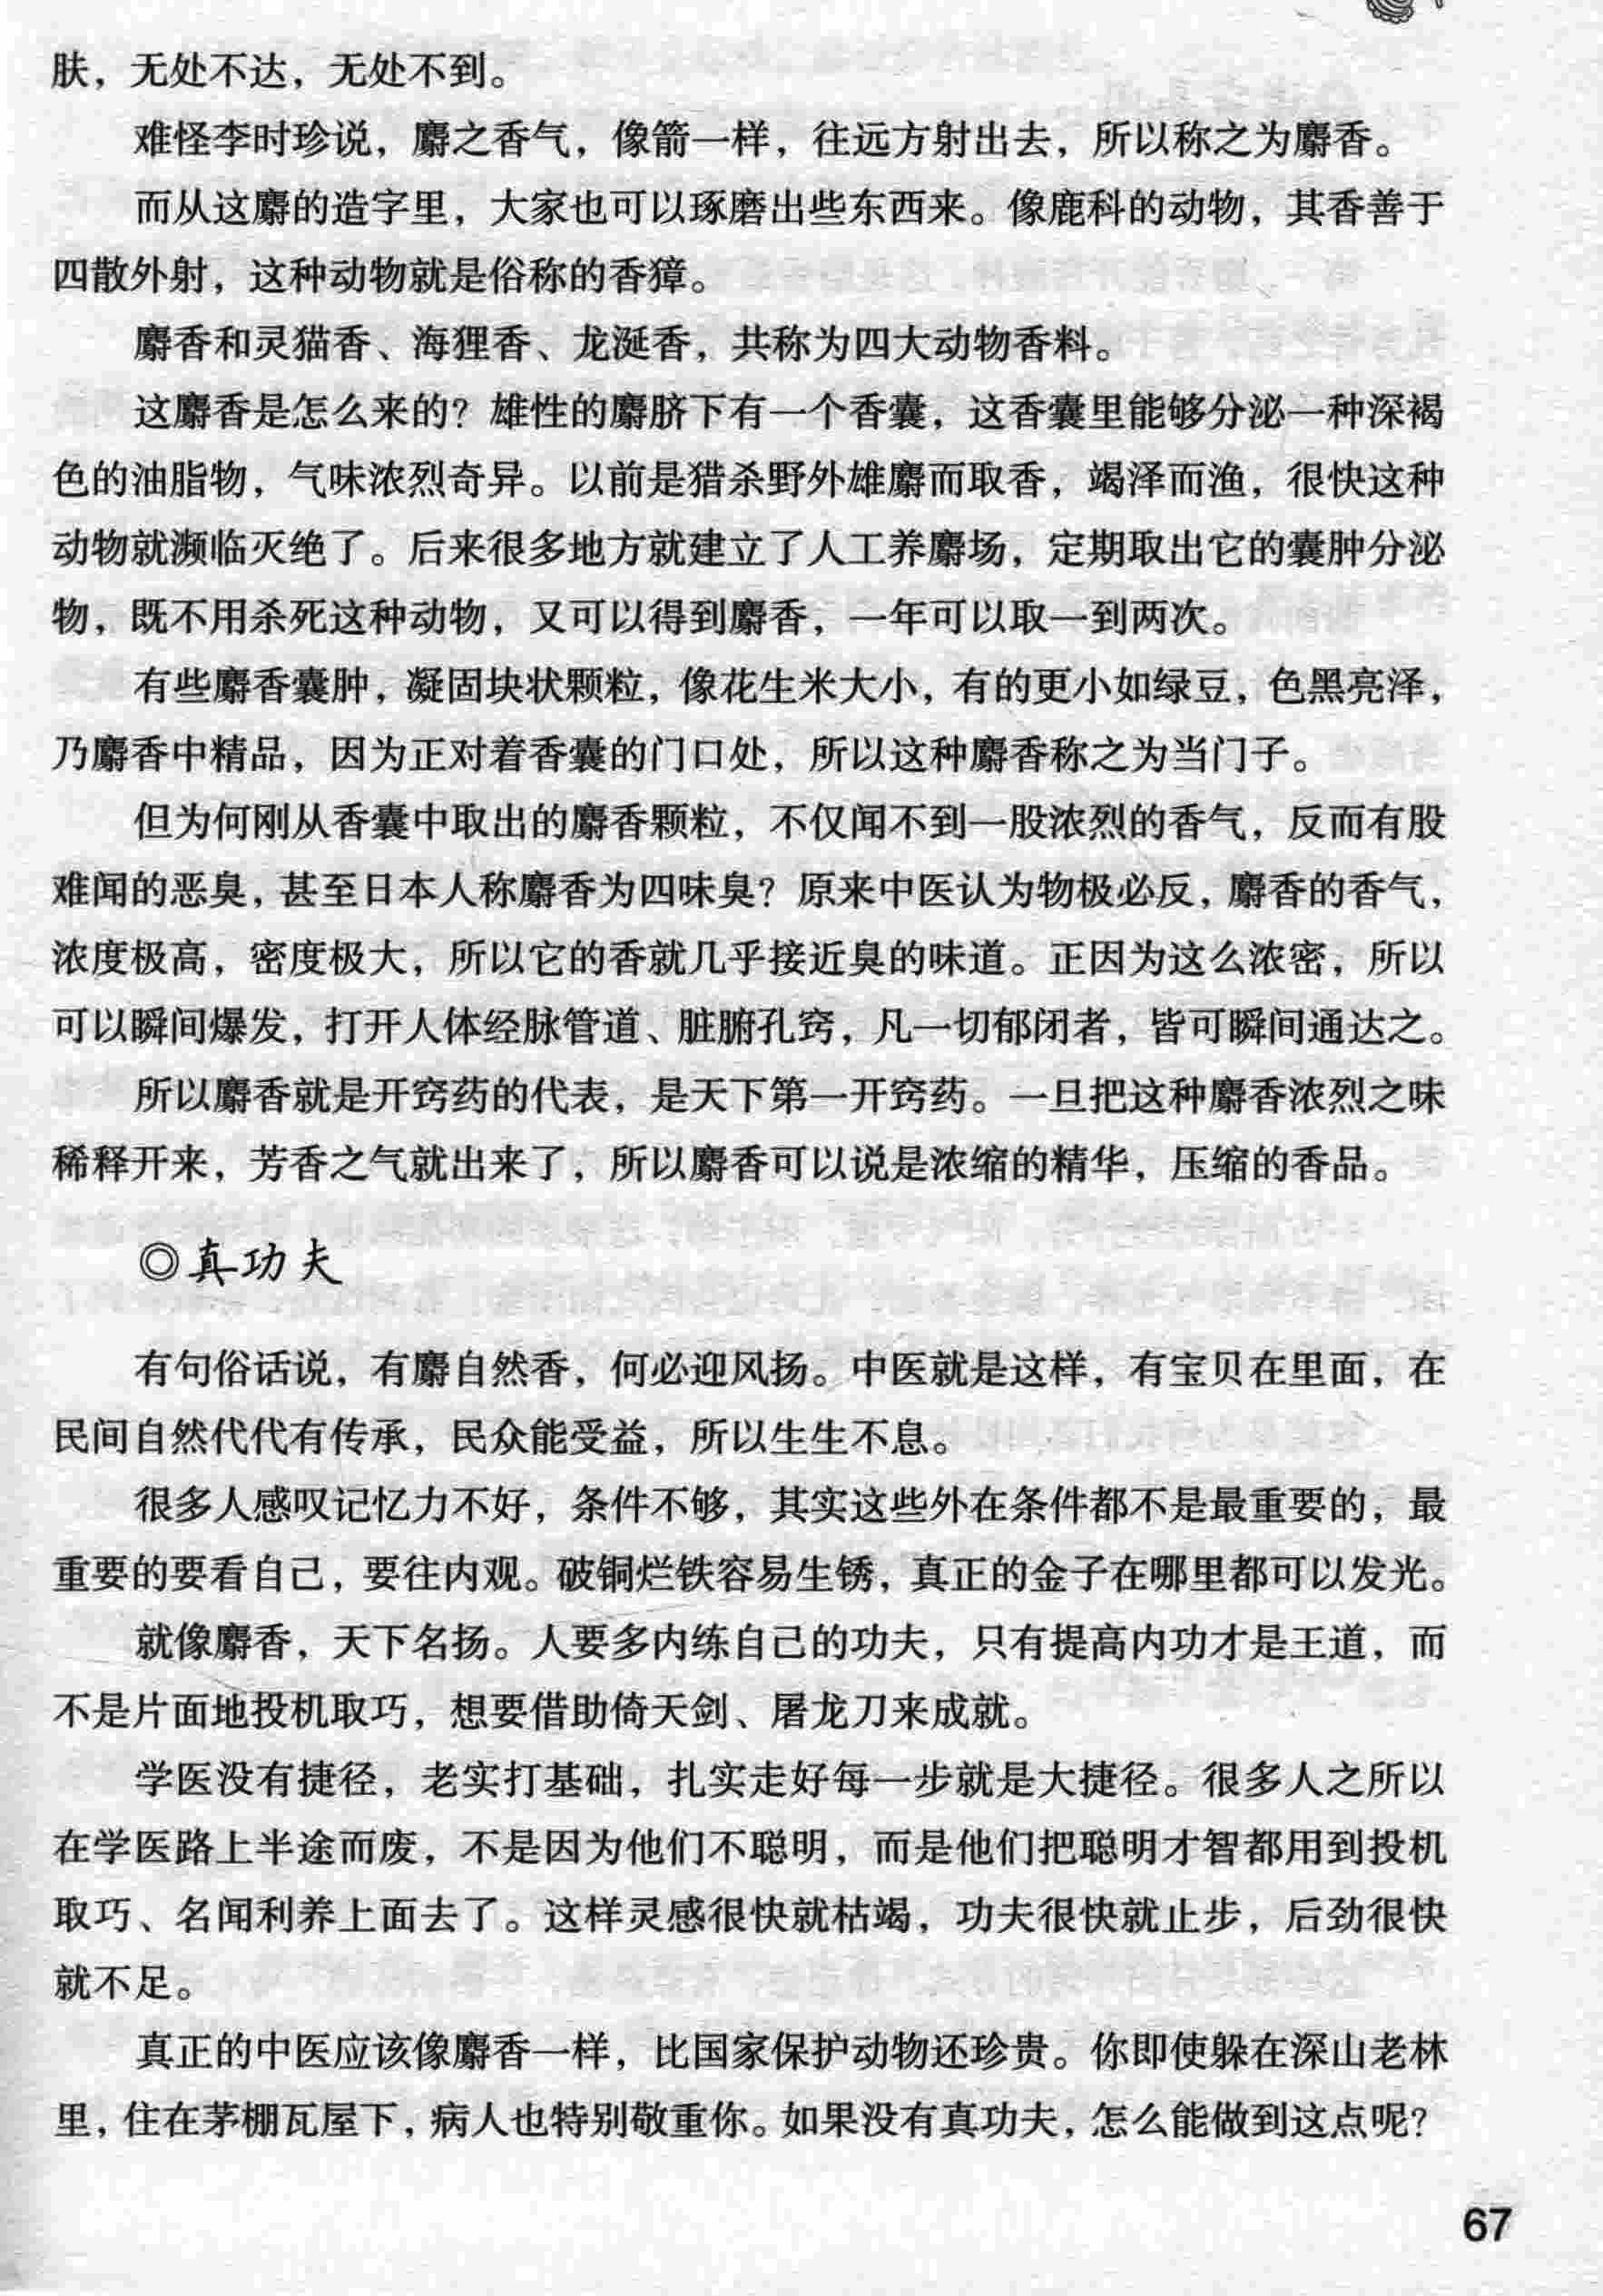 肤，无处不达，无处不到。
难怪李时珍说，麝之香气，像箭一样，往远方射出去，所以称之为麝香。
而从这麝的造字里，大家也可以琢磨出些东西来。像鹿科的动物，其香善于
四散外射，这种动物就是俗称的香獐。
麝香和灵猫香、海狸香、龙涎香，共称为四大动物香料。
这麝香是怎么来的？雄性的麝脐下有一个香囊，这香囊里能够分泌一种深褐
色的油脂物，气味浓烈奇异。以前是猎杀野外雄麝而取香，竭泽而渔，很快这种
动物就濒临灭绝了。后来很多地方就建立了人工养麝场，定期取出它的囊肿分泌
物，既不用杀死这种动物，又可以得到麝香，一年可以取一到两次。
有些麝香囊肿，凝固块状颗粒，像花生米大小，有的更小如绿豆，色黑亮泽，
乃麝香中精品，因为正对着香囊的门口处，所以这种麝香称之为当门子。
但为何刚从香囊中取出的麝香颗粒，不仅闻不到一股浓烈的香气，反而有股
难闻的恶臭，甚至日本人称麝香为四味臭？原来中医认为物极必反，麝香的香气，
浓度极高，密度极大，所以它的香就几乎接近臭的味道。正因为这么浓密，所以
可以瞬间爆发，打开人体经脉管道、脏腑孔窍，凡一切郁闭者，皆可瞬间通达之。
所以麝香就是开窍药的代表，是天下第一开窍药。一旦把这种麝香浓烈之味
稀释开来，芳香之气就出来了，所以麝香可以说是浓缩的精华，压缩的香品。
◎真功夫
有句俗话说，有麝自然香，何必迎风扬。中医就是这样，有宝贝在里面，在
民间自然代代有传承，民众能受益，所以生生不息。
很多人感叹记忆力不好，条件不够，其实这些外在条件都不是最重要的，最
重要的要看自己，要往内观。破铜烂铁容易生锈，真正的金子在哪里都可以发光。
就像麝香，天下名扬。人要多内练自己的功夫，只有提高内功才是王道，而
不是片面地投机取巧，想要借助倚天剑、屠龙刀来成就。
学医没有捷径，老实打基础，扎实走好每一步就是大捷径。很多人之所以
在学医路上半途而废，不是因为他们不聪明，而是他们把聪明才智都用到投机
取巧、名闻利养上面去了。这样灵感很快就枯竭，功夫很快就止步，后劲很快
就不足。
真正的中医应该像麝香一样，比国家保护动物还珍贵。你即使躲在深山老林
里，住在茅棚瓦屋下，病人也特别敬重你。如果没有真功夫，怎么能做到这点呢？
67